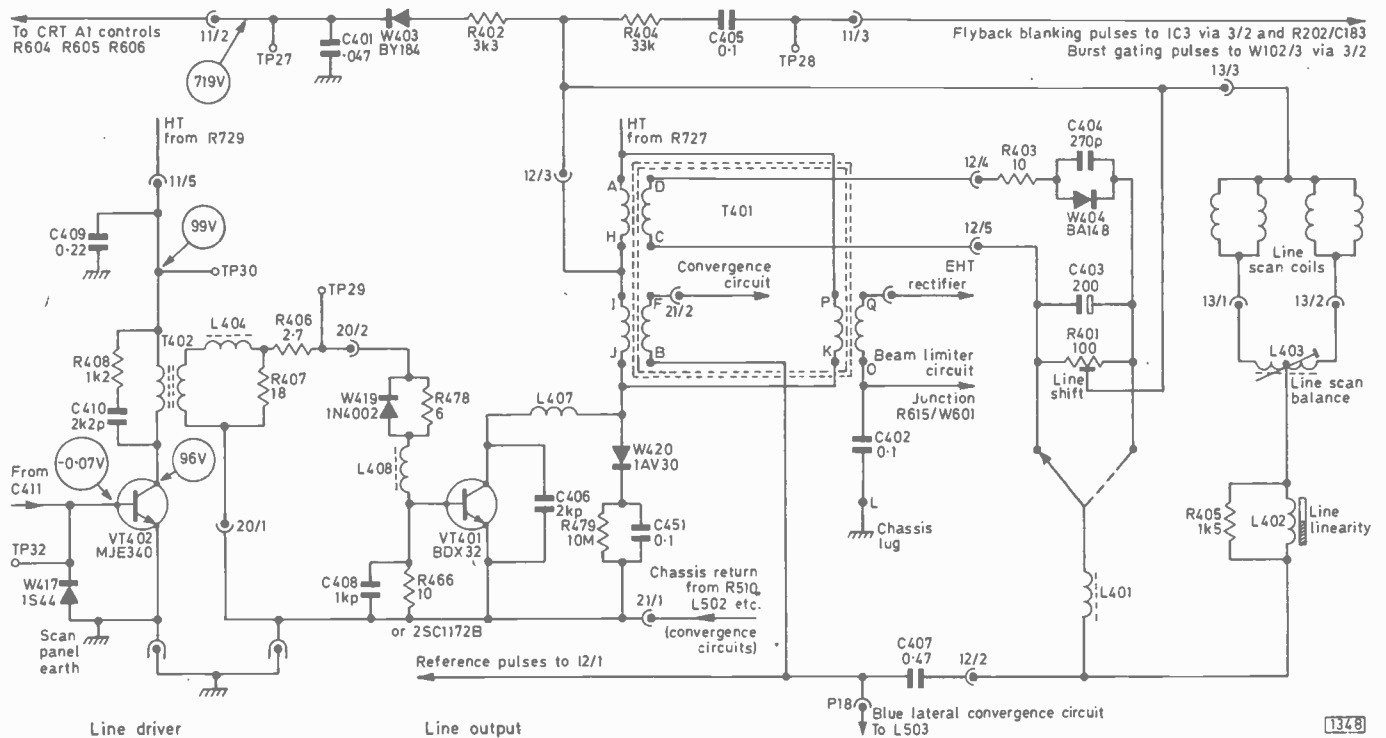 To CRT A1 controls
R604 R605 R606
11/2
719V
TP27
C401
·047
W403
BY184
R402
3k3
R404
33k
C405
0·1
TP28
11/3
Flyback blanking pulses to IC3 via 3/2 and R202/C183
Burst gating pulses to W102/3 via 3/2
13/3
HT
from R729
11/5
C409
0·22
99V
TP30
HT
from R727
12/3
A
D
H
C
T401
12/4
R403
10
C404
270p
W404
BA148
12/5
Convergence
circuit
EHT
rectifier
I
F
21/2
P
Q
J
B
K
O
C403
200
R401
100
Line
shift
Line
scan coils
13/1
13/2
L403
Line scan
balance
TP29
L404
R406
2·7
20/2
T402
R408
1k2
C410
2k2p
R407
18
W419
1N4002
R478
6
L407
Beam limiter
circuit
Junction
R615/W601
C402
0·1
L
Chassis
lug
-0·07V
96V
From
C411
VT402
MJE340
TP32
W417
1S44
20/1
L408
VT401
BDX32
C406
2kp
W420
1AV30
R479
10M
C451
0·1
R405
1k5
L402
Line
linearity
Scan
panel
earth
C408
1kp
R466
10
or 2SC1172B
21/1
Chassis return
from R510
L502 etc.
(convergence
circuits)
L401
Reference pulses to 12/1
C407
0·47
12/2
P18
Blue lateral convergence circuit
To L503
Line driver
Line output
1348